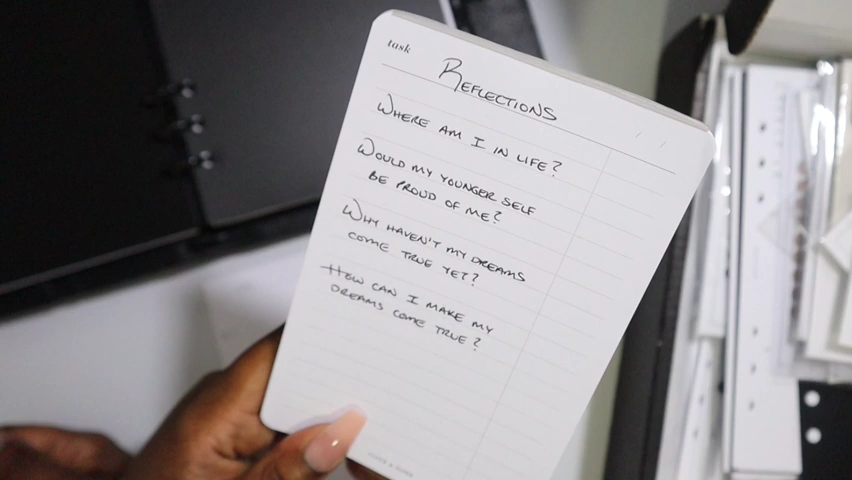 task
REFLECTIONS
WHERE AM I IN LIFE?
WOULD MY YOUNGER SELF
BE PROUD OF ME?
WHY HAVEN'T MY DREAMS
COME TRUE YET?
HOW CAN I MAKE MY
DREAMS COME TRUE?